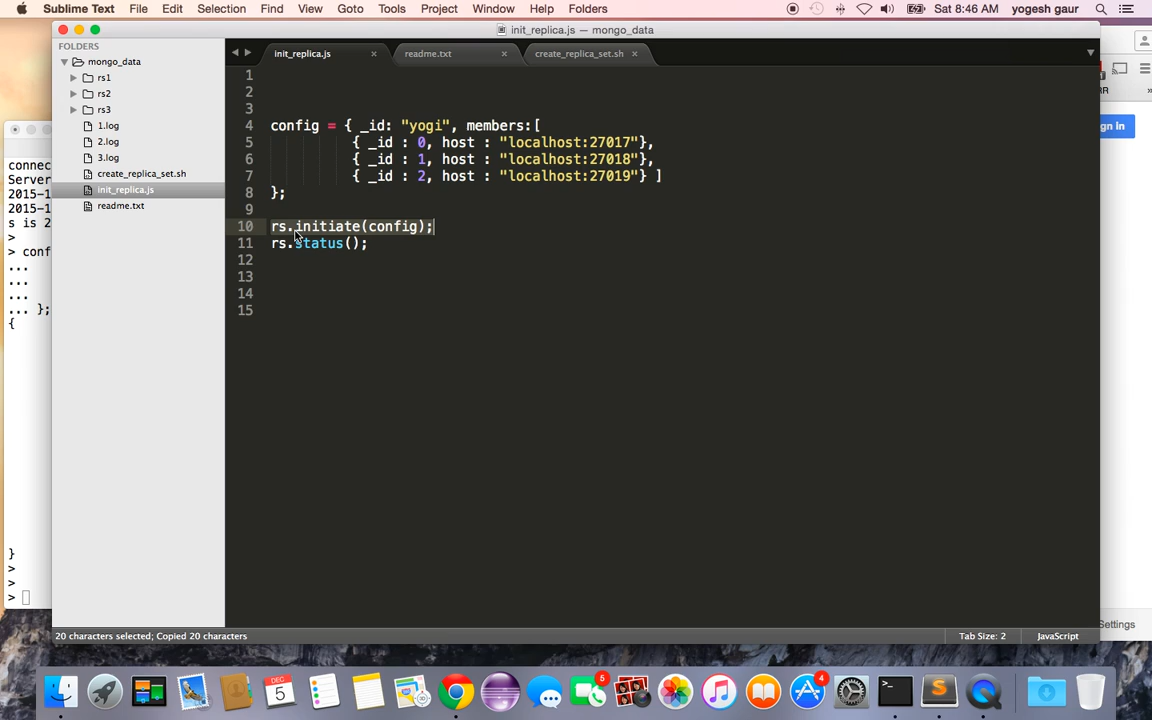 Sublime Text File Edit Selection Find View Goto Tools Project Window Help Folders Sat 8:46 AM yogesh gaur
init_replica.js — mongo_data
FOLDERS
mongo_data
rs1
rs2
rs3
1.log
2.log
3.log
create_replica_set.sh
init_replica.js
readme.txt
init_replica.js × readme.txt × create_replica_set.sh ×
1
2
3
4 config = { _id: "yogi", members:[
5 { _id : 0, host : "localhost:27017"},
6 { _id : 1, host : "localhost:27018"},
7 { _id : 2, host : "localhost:27019"} ]
8 };
9
10 rs.initiate(config);
11 rs.status();
12
13
14
15
connec
Server
2015-1
2015-1
s is 2
>
> conf
...
...
...
... };
{
}
>
>
>
RR »
gn in
Settings
20 characters selected; Copied 20 characters Tab Size: 2 JavaScript
DEC
5
5
4